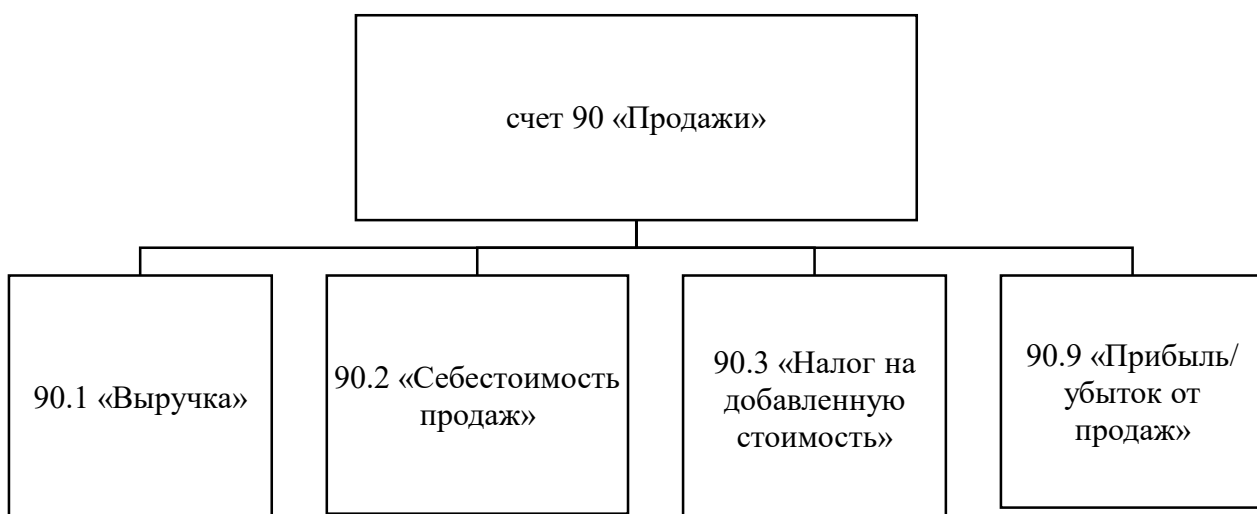 счет 90 «Продажи»
90.1 «Выручка»
90.2 «Себестоимость
продаж»
90.3 «Налог на
добавленную
стоимость»
90.9 «Прибыль/
убыток от
продаж»